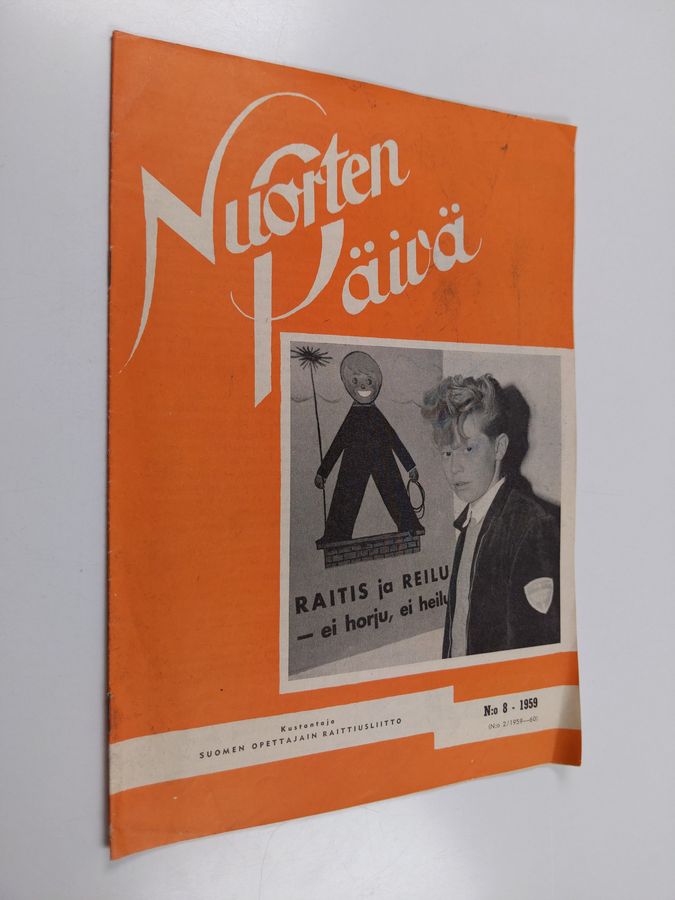 Nuorten
Päivä
RAITIS ja REILU
— ei horju, ei heilu
Kustantaja
SUOMEN OPETTAJAIN RAITTIUSLIITTO
N:o 8 - 1959
(N:o 2/1959—60)